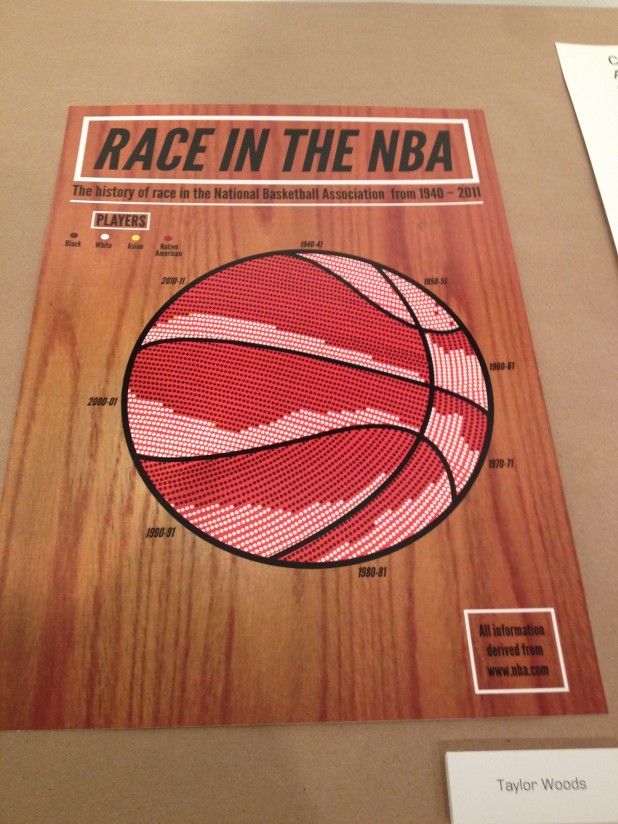 RACE IN THE NBA
The history of race in the National Basketball Association from 1940 – 2011
PLAYERS
Black White Asian Native
American
1940-41
2010-11 1950-51
1960-61
2000-01
1970-71
1990-91
1980-81
All information
derived from
www.nba.com
Taylor Woods